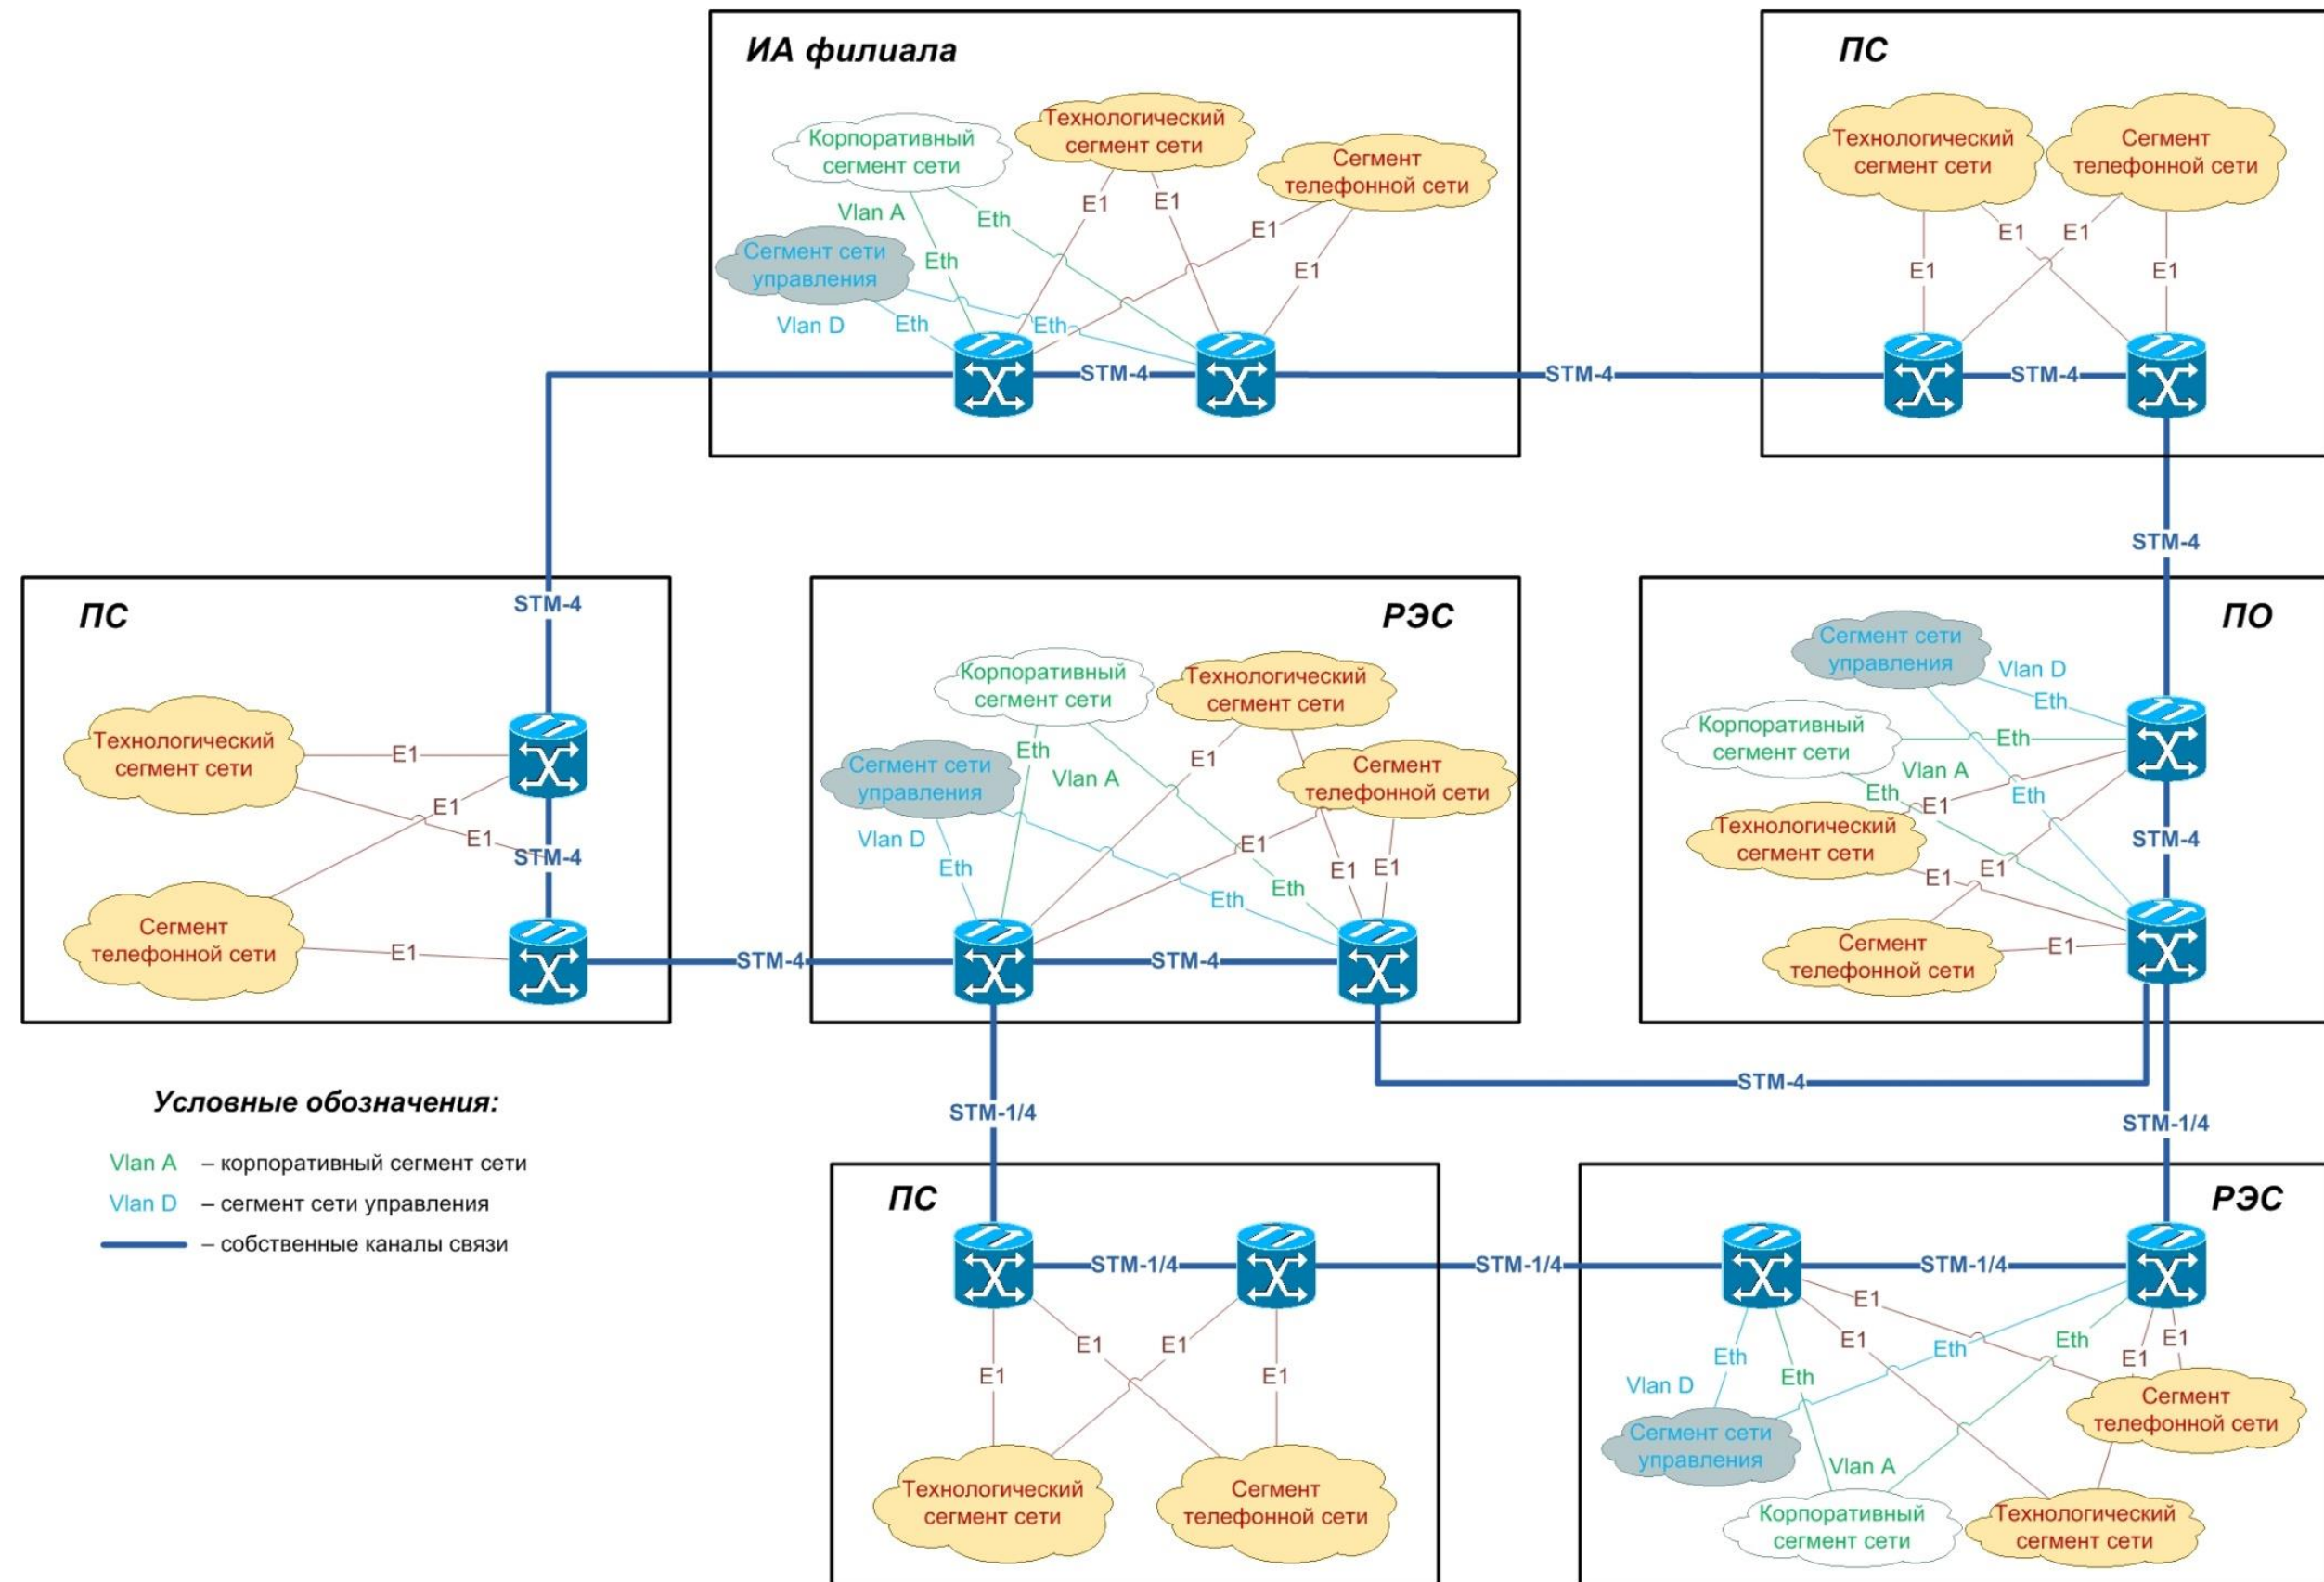 ИА филиала
Корпоративный
сегмент сети
Технологический
сегмент сети
Сегмент
телефонной сети
Vlan A
Eth
E1
E1
E1
Сегмент сети
управления
Eth
E1
Vlan D
Eth
Eth
STM-4
STM-4
ПС
Технологический
сегмент сети
Сегмент
телефонной сети
E1
E1
E1
E1
STM-4
STM-4
ПС
STM-4
Технологический
сегмент сети
E1
E1
E1
STM-4
Сегмент
телефонной сети
E1
STM-4
РЭС
Корпоративный
сегмент сети
Технологический
сегмент сети
Eth
Vlan A
E1
Сегмент сети
управления
Сегмент
телефонной сети
Vlan D
Eth
E1
E1
E1
Eth
Eth
STM-4
ПО
Сегмент сети
управления
Vlan D
Eth
Корпоративный
сегмент сети
Eth
Vlan A
Eth
E1
Eth
Технологический
сегмент сети
STM-4
E1
E1
Сегмент
телефонной сети
E1
STM-4
STM-1/4
STM-1/4
Условные обозначения:
Vlan A – корпоративный сегмент сети
Vlan D – сегмент сети управления
– собственные каналы связи
ПС
STM-1/4
STM-1/4
E1
E1
E1
E1
Технологический
сегмент сети
Сегмент
телефонной сети
РЭС
STM-1/4
E1
E1
Eth
Eth
Eth
E1
E1
Vlan D
Eth
Сегмент
телефонной сети
Сегмент сети
управления
Vlan A
Корпоративный
сегмент сети
Технологический
сегмент сети